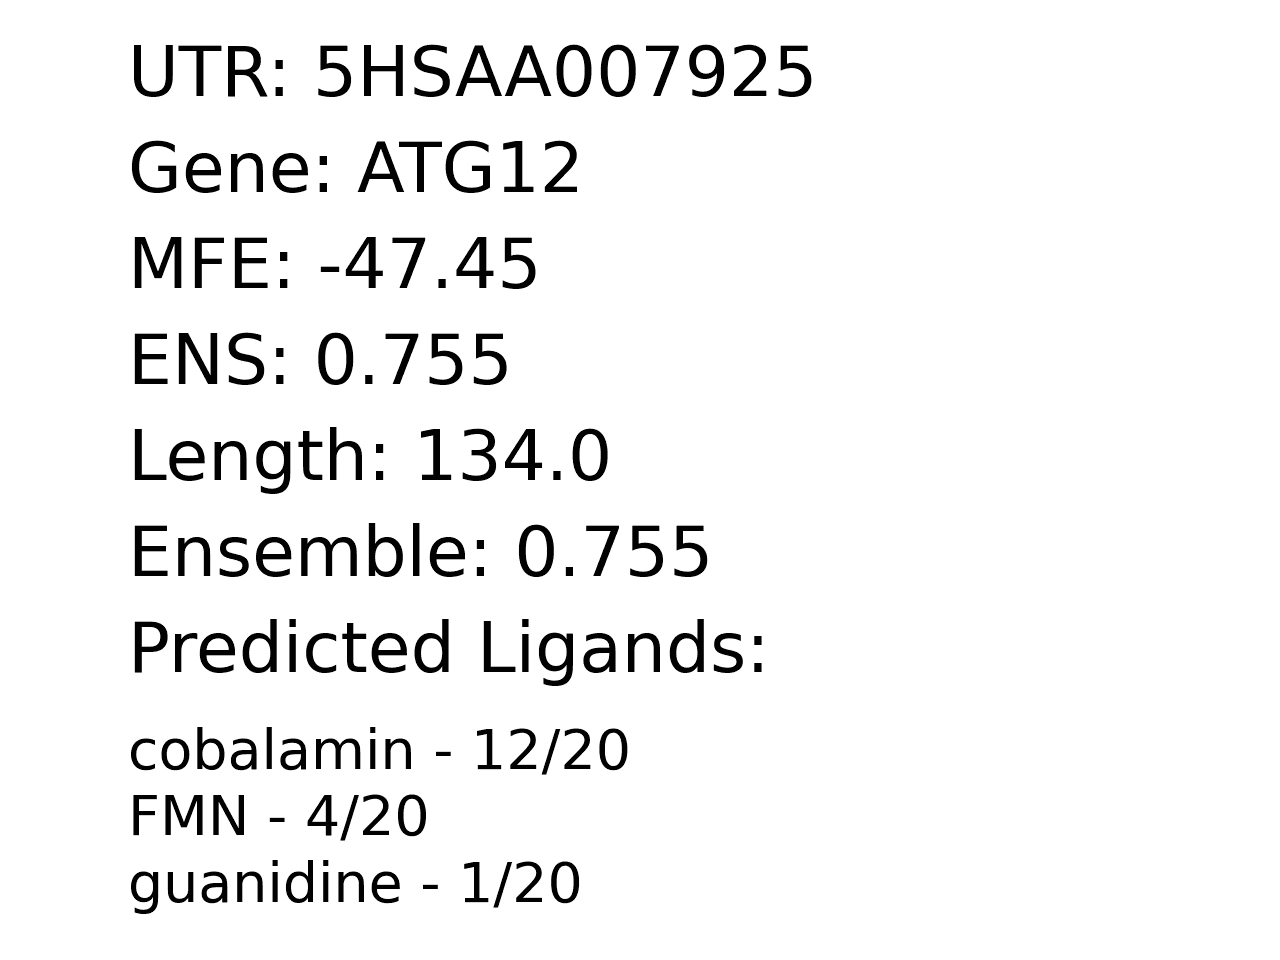 UTR: 5HSAA007925
Gene: ATG12
MFE: -47.45
ENS: 0.755
Length: 134.0
Ensemble: 0.755
Predicted Ligands:
cobalamin - 12/20
FMN - 4/20
guanidine - 1/20